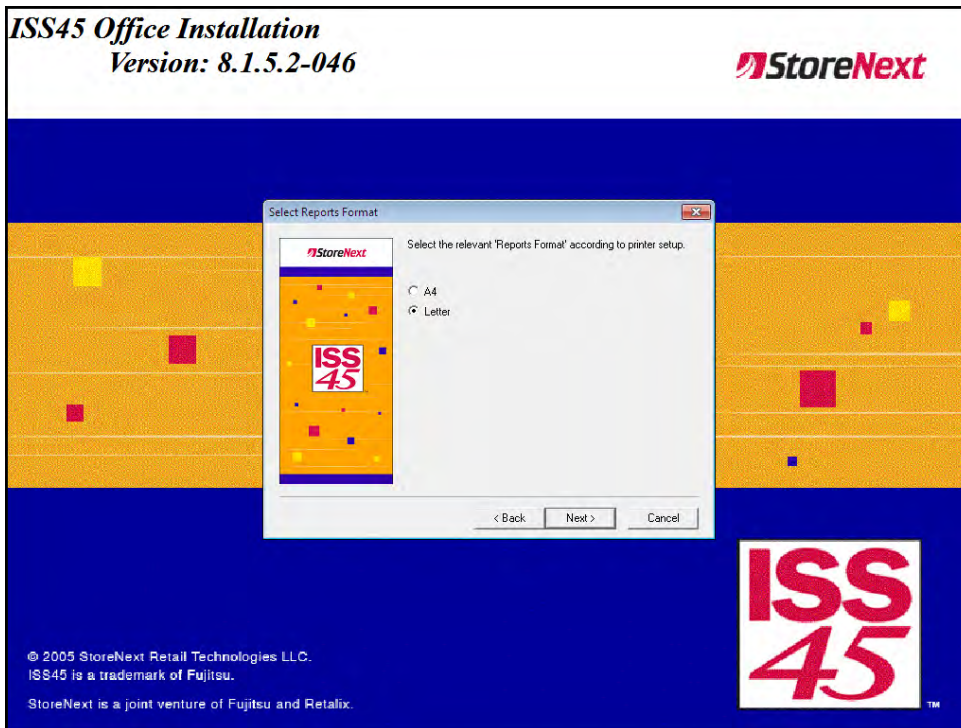 ISS45 Office Installation
Version: 8.1.5.2-046
StoreNext
Select Reports Format
StoreNext
ISS
45
Select the relevant 'Reports Format' according to printer setup.
A4
Letter
< Back
Next >
Cancel
ISS
45
TM
© 2005 StoreNext Retail Technologies LLC.
ISS45 is a trademark of Fujitsu.
StoreNext is a joint venture of Fujitsu and Retalix.